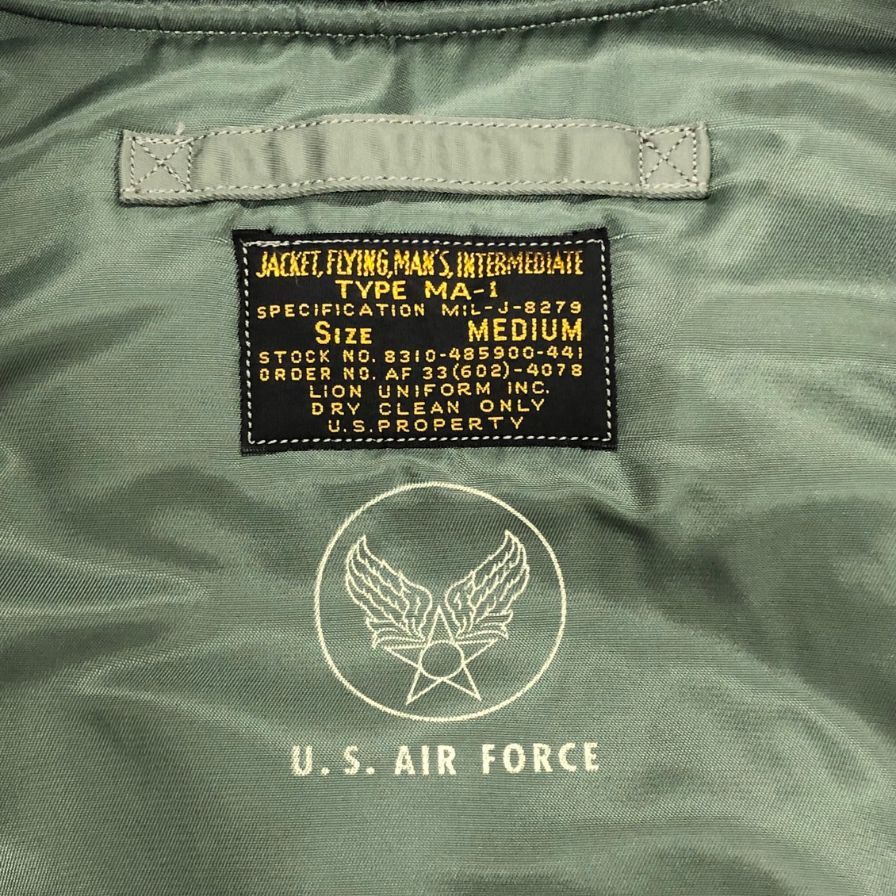 JACKET, FLYING, MAN'S, INTERMEDIATE
TYPE MA-1
SPECIFICATION MIL-J-8279
SIZE MEDIUM
STOCK NO. 8310-485900-441
ORDER NO. AF 33(602)-4078
LION UNIFORM INC.
DRY CLEAN ONLY
U.S. PROPERTY
U. S. AIR FORCE